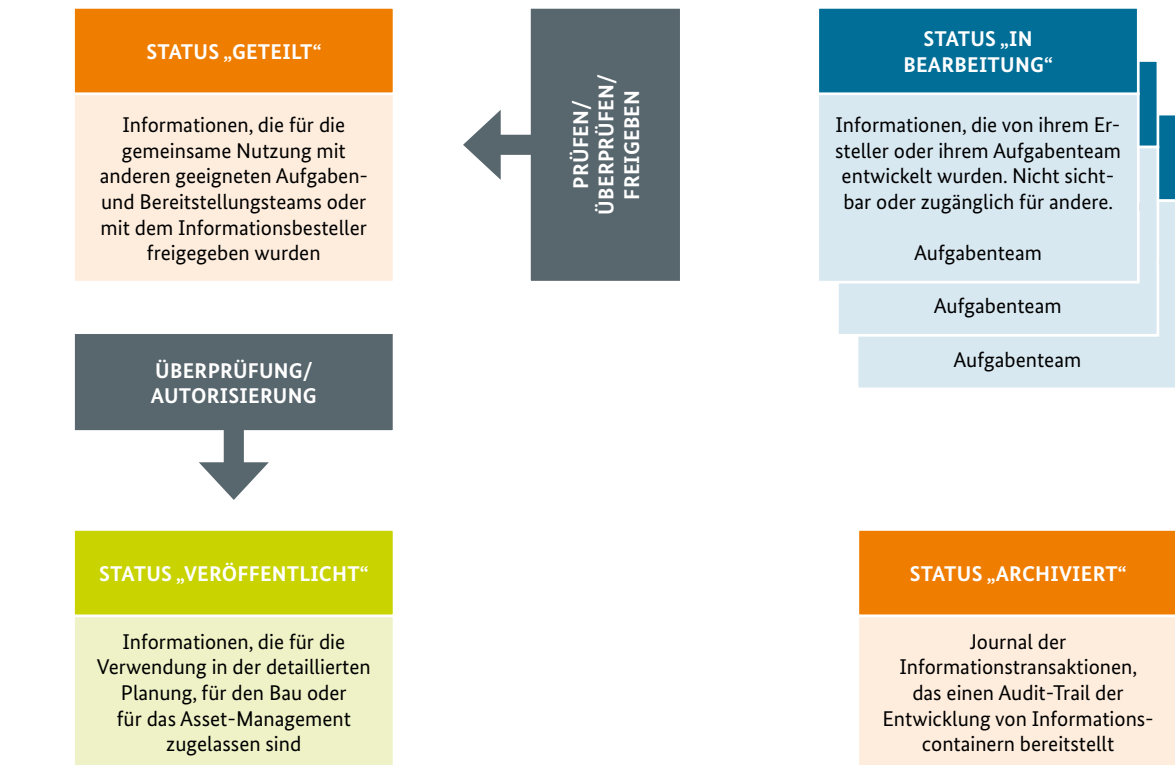 STATUS „GETEILT“
Informationen, die für die
gemeinsame Nutzung mit
anderen geeigneten Aufgaben-
und Bereitstellungsteams oder
mit dem Informationsbesteller
freigegeben wurden
PRÜFEN/
ÜBERPRÜFEN/
FREIGEBEN
STATUS „IN
BEARBEITUNG“
Informationen, die von ihrem Er-
steller oder ihrem Aufgabenteam
entwickelt wurden. Nicht sicht-
bar oder zugänglich für andere.
Aufgabenteam
Aufgabenteam
Aufgabenteam
ÜBERPRÜFUNG/
AUTORISIERUNG
STATUS „VERÖFFENTLICHT“
Informationen, die für die
Verwendung in der detaillierten
Planung, für den Bau oder
für das Asset-Management
zugelassen sind
STATUS „ARCHIVIERT“
Journal der
Informationstransaktionen,
das einen Audit-Trail der
Entwicklung von Informations-
containern bereitstellt